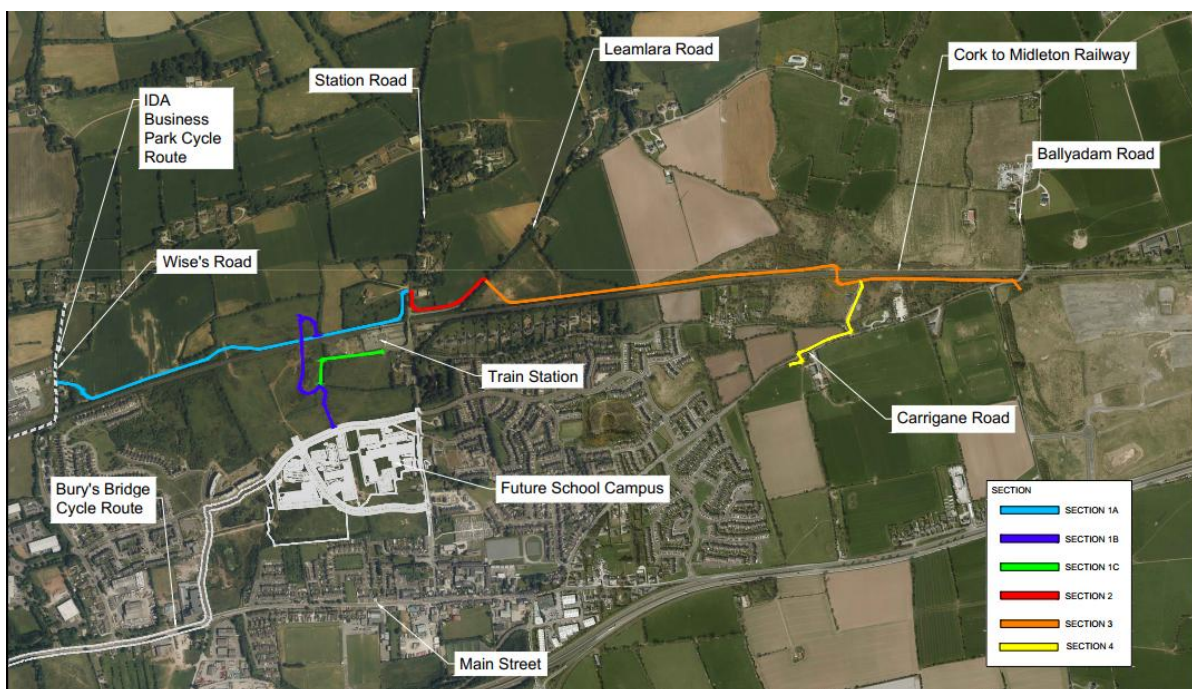 Leamlara Road
Cork to Midleton Railway
Station Road
IDA
Business
Park Cycle
Route
Ballyadam Road
Wise's Road
Train Station
Carrigane Road
Bury's Bridge
Cycle Route
Future School Campus
Main Street
SECTION
SECTION 1A
SECTION 1B
SECTION 1C
SECTION 2
SECTION 3
SECTION 4